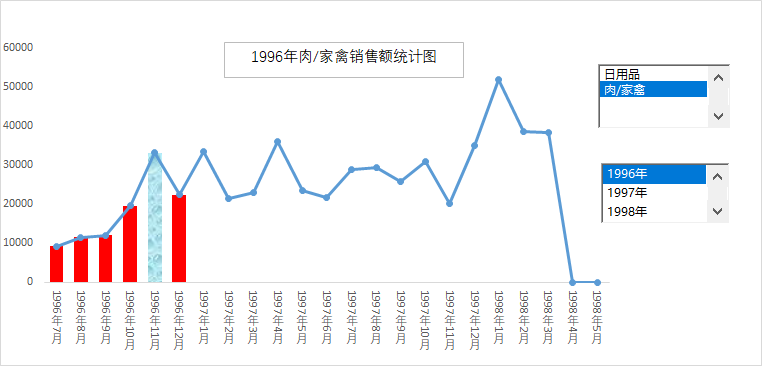 1996年肉/家禽销售额统计图
60000
50000
40000
30000
20000
10000
0
1996年7月
1996年8月
1996年9月
1996年10月
1996年11月
1996年12月
1997年1月
1997年2月
1997年3月
1997年4月
1997年5月
1997年6月
1997年7月
1997年8月
1997年9月
1997年10月
1997年11月
1997年12月
1998年1月
1998年2月
1998年3月
1998年4月
1998年5月
日用品
肉/家禽
1996年
1997年
1998年